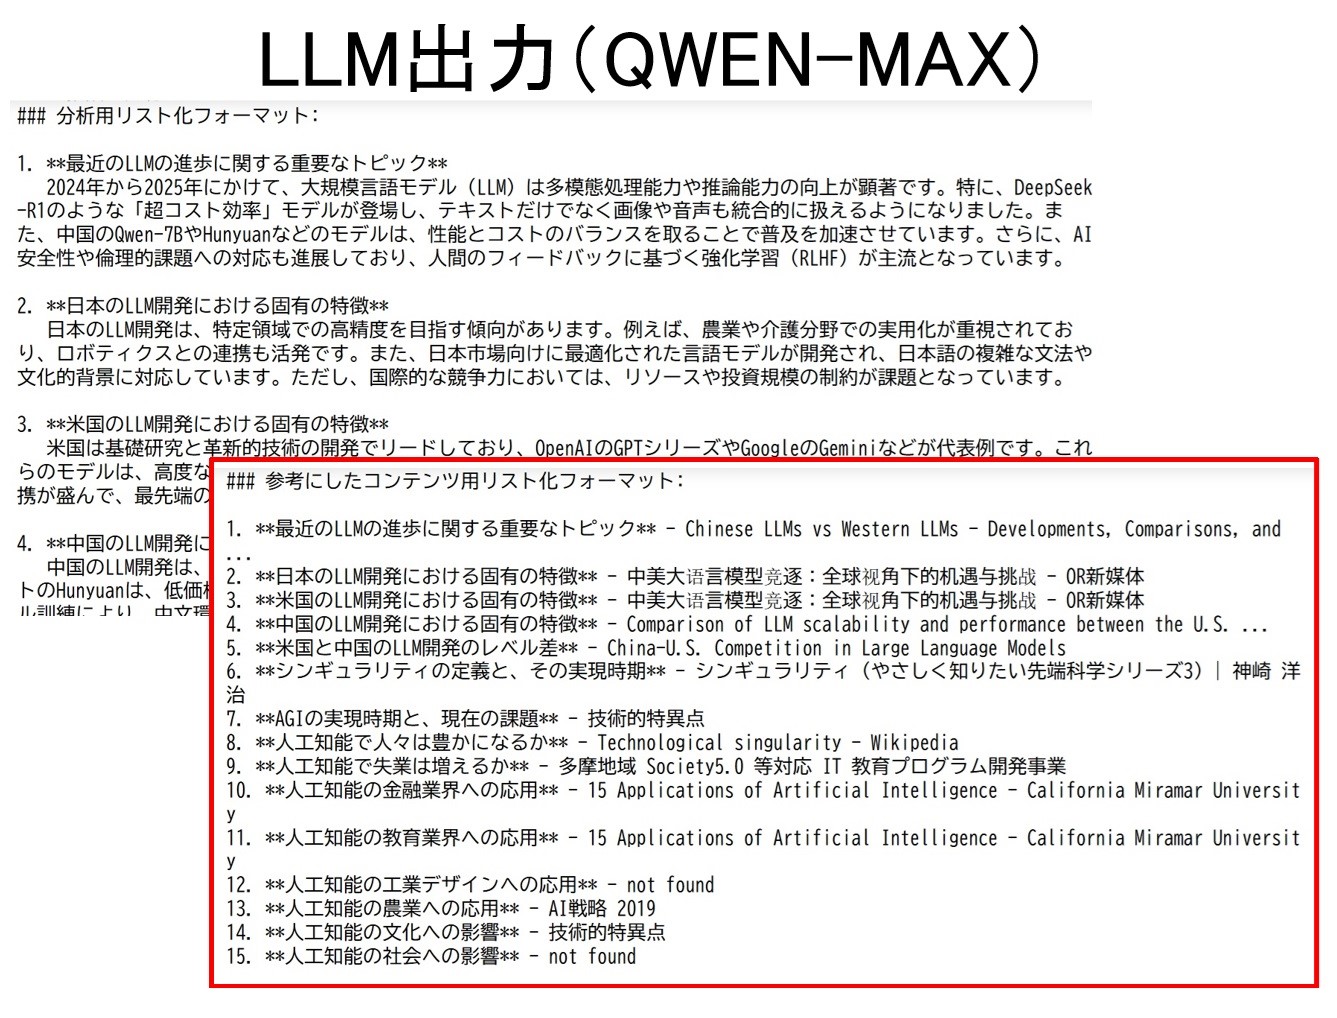 LLM出力（QWEN-MAX）
### 分析用リスト化フォーマット:
1. **最近のLLMの進歩に関する重要なトピック**
2024年から2025年にかけて、大規模言語モデル（LLM）は多模態処理能力や推論能力の向上が顕著です。特に、DeepSeek
-R1のような「超コスト効率」モデルが登場し、テキストだけでなく画像や音声も統合的に扱えるようになりました。ま
た、中国のQwen-7BやHunyuanなどのモデルは、性能とコストのバランスを取ることで普及を加速させています。さらに、AI
安全性や倫理的課題への対応も進展しており、人間のフィードバックに基づく強化学習（RLHF）が主流となっています。
2. **日本のLLM開発における固有の特徴**
日本のLLM開発は、特定領域での高精度を目指す傾向があります。例えば、農業や介護分野での実用化が重視されてお
り、ロボティクスとの連携も活発です。また、日本市場向けに最適化された言語モデルが開発され、日本語の複雑な文法や
文化的背景に対応しています。ただし、国際的な競争力においては、リソースや投資規模の制約が課題となっています。
3. **米国のLLM開発における固有の特徴**
米国は基礎研究と革新的技術の開発でリードしており、OpenAIのGPTシリーズやGoogleのGeminiなどが代表例です。これ
らのモデルは、高度な
携が盛んで、最先端の
4. **中国のLLM開発に
中国のLLM開発は、
トのHunyuanは、低価格
ル訓練により、中文環
### 参考にしたコンテンツ用リスト化フォーマット:
1. **最近のLLMの進歩に関する重要なトピック** - Chinese LLMs vs Western LLMs - Developments, Comparisons, and
...
2. **日本のLLM開発における固有の特徴** - 中美大语言模型竞逐：全球视角下的机遇与挑战 - OR新媒体
3. **米国のLLM開発における固有の特徴** - 中美大语言模型竞逐：全球视角下的机遇与挑战 - OR新媒体
4. **中国のLLM開発における固有の特徴** - Comparison of LLM scalability and performance between the U.S. ...
5. **米国と中国のLLM開発のレベル差** - China-U.S. Competition in Large Language Models
6. **シンギュラリティの定義と、その実現時期** - シンギュラリティ（やさしく知りたい先端科学シリーズ3）| 神崎 洋
治
7. **AGIの実現時期と、現在の課題** - 技術的特異点
8. **人工知能で人々は豊かになるか** - Technological singularity - Wikipedia
9. **人工知能で失業は増えるか** - 多摩地域 Society5.0 等対応 IT 教育プログラム開発事業
10. **人工知能の金融業界への応用** - 15 Applications of Artificial Intelligence - California Miramar Universit
y
11. **人工知能の教育業界への応用** - 15 Applications of Artificial Intelligence - California Miramar Universit
y
12. **人工知能の工業デザインへの応用** - not found
13. **人工知能の農業への応用** - AI戦略 2019
14. **人工知能の文化への影響** - 技術的特異点
15. **人工知能の社会への影響** - not found